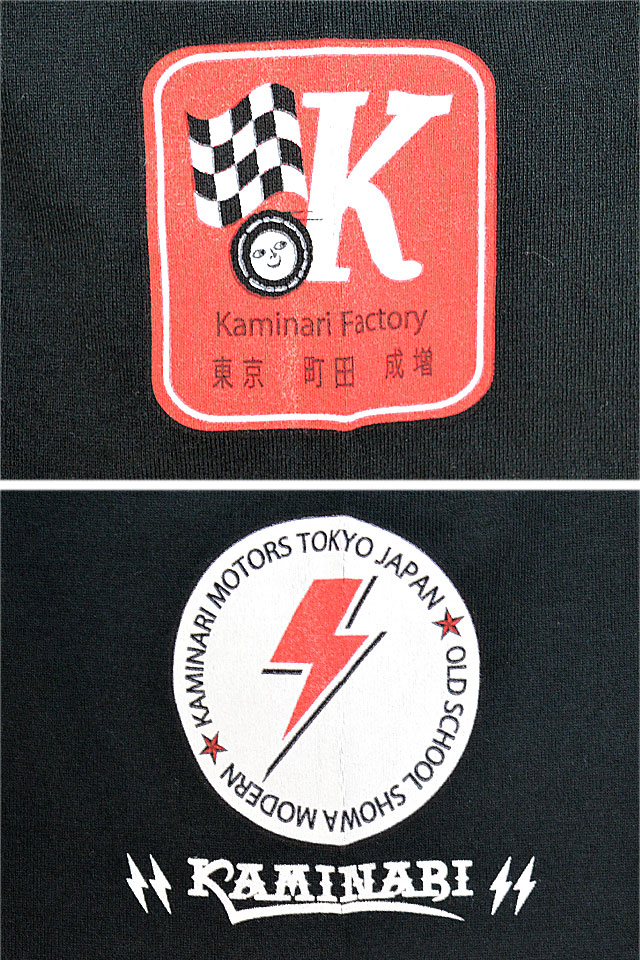 K
Kaminari Factory
東京 町田 成増
KAMINARI MOTORS TOKYO JAPAN ★ OLD SCHOOL SHOWA MODERN ★
KAMINARI